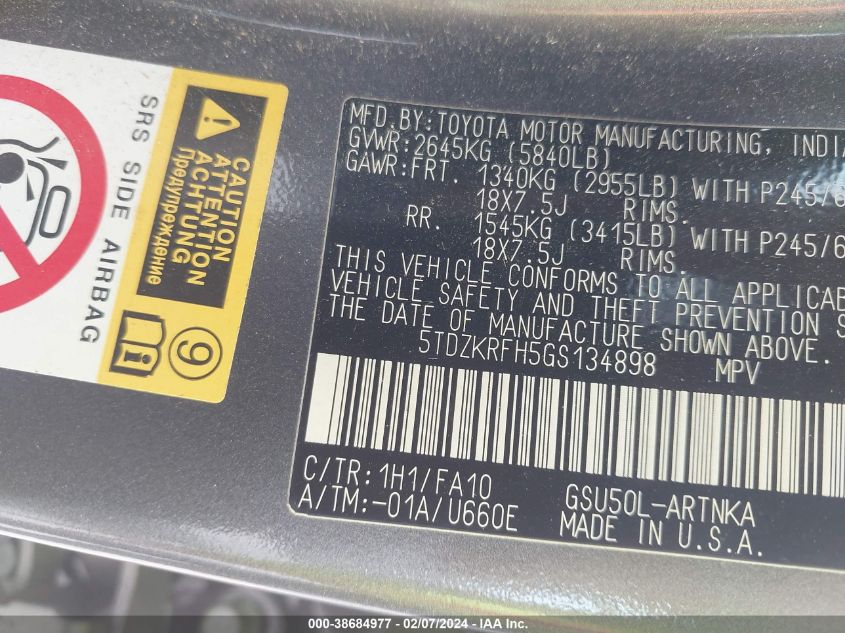 SRS SIDE AIRBAG
CAUTION
ATTENTION
ACHTUNG
Предупреждение
9
MFD.BY:TOYOTA MOTOR MANUFACTURING, INDIA
GVWR:2645KG (5840LB)
GAWR:FRT. 1340KG (2955LB) WITH P245/6
18X7.5J RIMS.
RR. 1545KG (3415LB) WITH P245/6
18X7.5J RIMS.
THIS VEHICLE CONFORMS TO ALL APPLICAB
VEHICLE SAFETY AND THEFT PREVENTION S
THE DATE OF MANUFACTURE SHOWN ABOVE.
5TDZKRFH5GS134898 MPV
C/TR:1H1/FA10
A/TM:-01A/U660E
GSU50L-ARTNKA
MADE IN U.S.A.
000-38684977 - 02/07/2024 - IAA Inc.